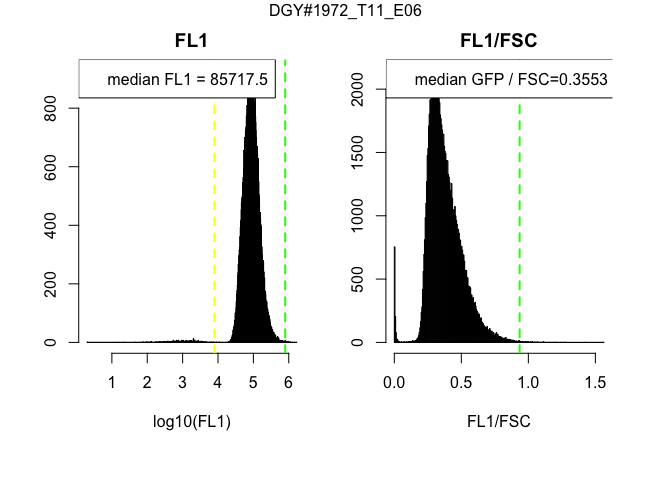 DGY#1972_T11_E06
FL1
median FL1 = 85717.5
800
600
400
200
0
1 2 3 4 5 6
log10(FL1)
FL1/FSC
median GFP / FSC=0.3553
2000
1500
1000
500
0
0.0 0.5 1.0 1.5
FL1/FSC